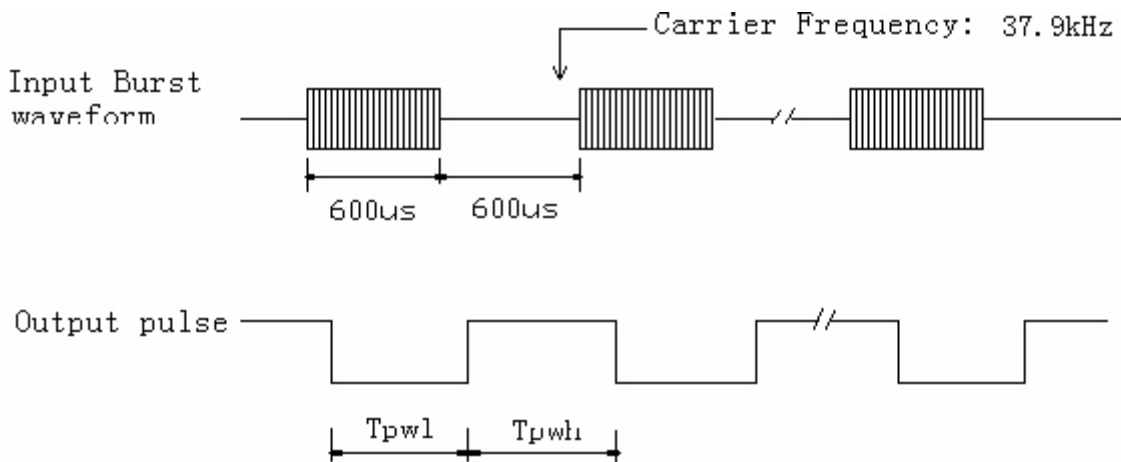 Carrier Frequency: 37.9kHz
Input Burst
waveform
600us 600us
Output pulse
Tpwl Tpwh